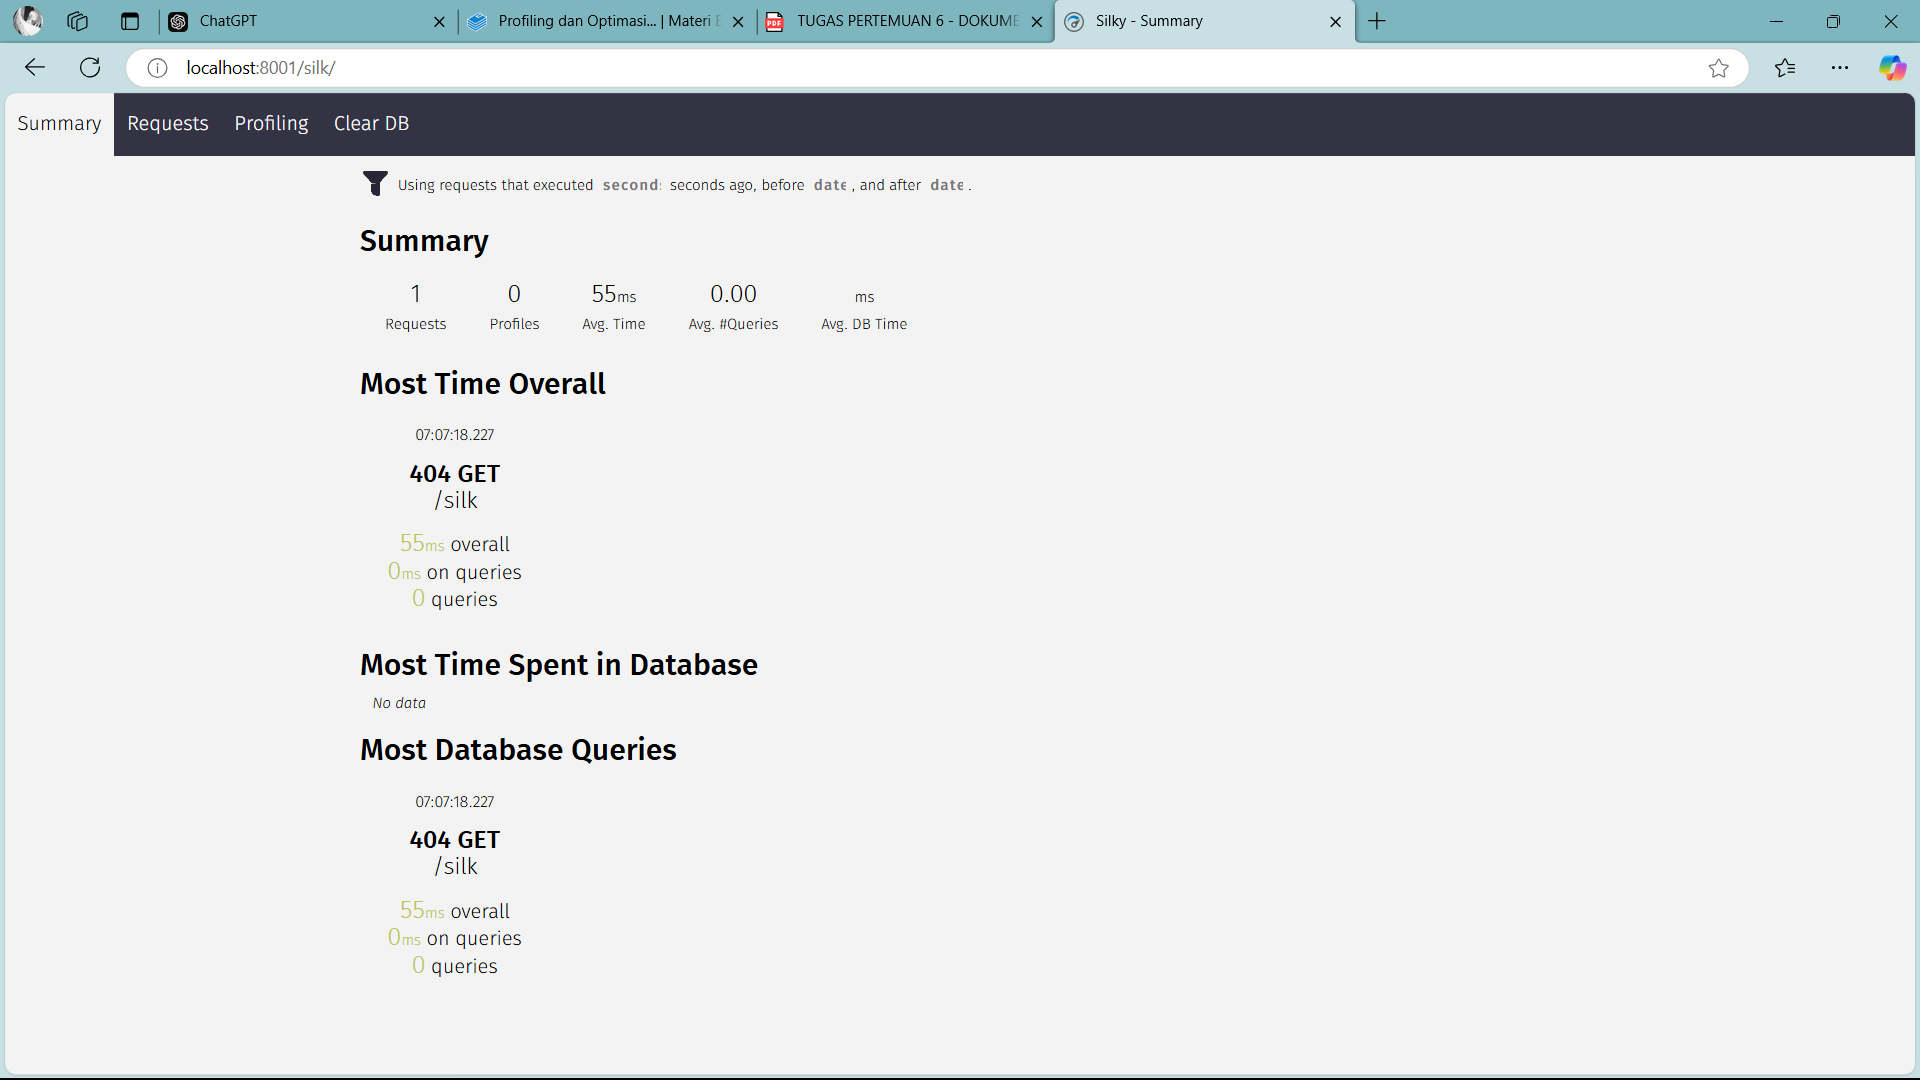 ChatGPT
Profiling dan Optimasi... | Materi
TUGAS PERTEMUAN 6 - DOKUME
Silky - Summary
localhost:8001/silk/
Summary
Requests
Profiling
Clear DB
Using requests that executed second seconds ago, before date , and after date .
Summary
1 0 55ms 0.00 ms
Requests Profiles Avg. Time Avg. #Queries Avg. DB Time
Most Time Overall
07:07:18.227
404 GET
/silk
55ms overall
0ms on queries
0 queries
Most Time Spent in Database
No data
Most Database Queries
07:07:18.227
404 GET
/silk
55ms overall
0ms on queries
0 queries